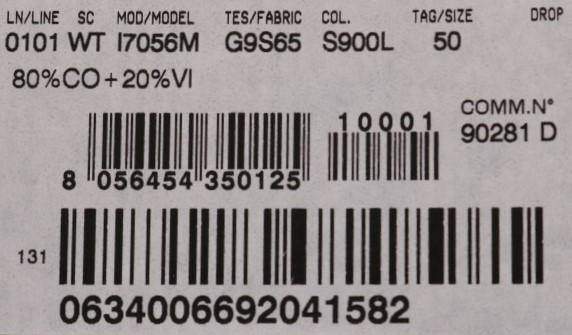 LN/LINE SC MOD/MODEL TES/FABRIC COL. TAG/SIZE DROP
0101 WT I7056M G9S65 S900L 50
80%CO+20%VI
COMM.N°
90281 D
10001
8 056454 350125
131
0634006692041582